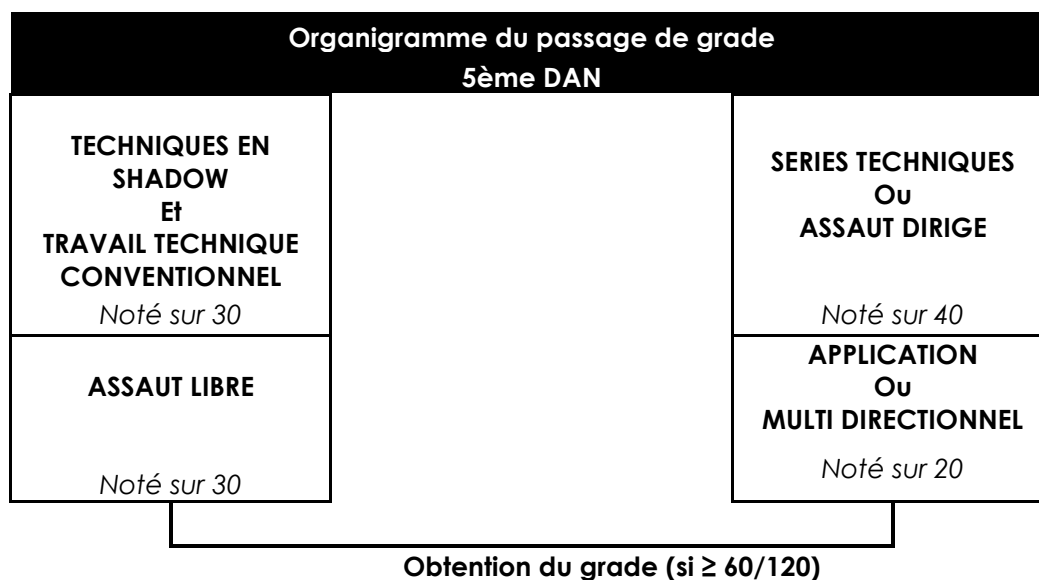 Organigramme du passage de grade
5ème DAN
TECHNIQUES EN
SHADOW
Et
TRAVAIL TECHNIQUE
CONVENTIONNEL
Noté sur 30
ASSAUT LIBRE
Noté sur 30
SERIES TECHNIQUES
Ou
ASSAUT DIRIGE
Noté sur 40
APPLICATION
Ou
MULTI DIRECTIONNEL
Noté sur 20
Obtention du grade (si ≥ 60/120)